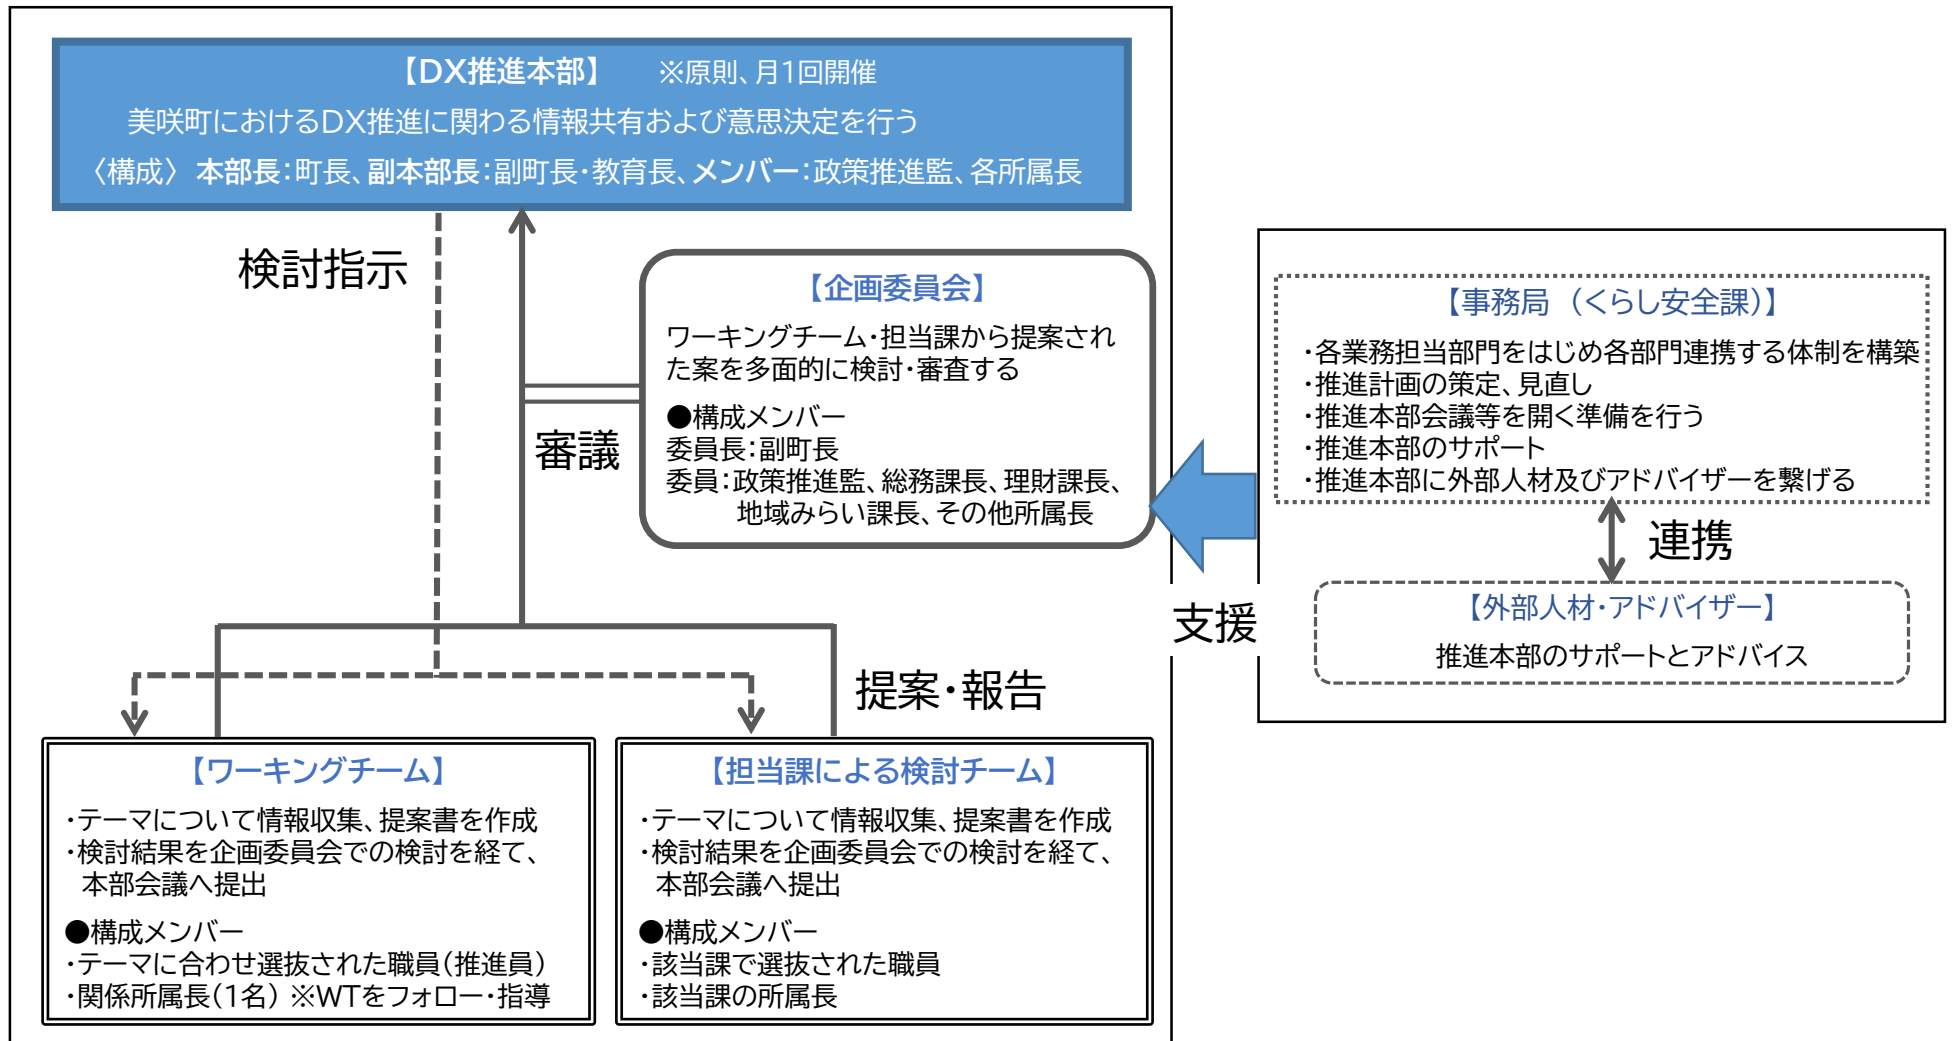 【DX推進本部】　※原則、月1回開催
美咲町におけるDX推進に関わる情報共有および意思決定を行う
〈構成〉 本部長：町長、副本部長：副町長・教育長、メンバー：政策推進監、各所属長
検討指示
【企画委員会】
ワーキングチーム・担当課から提案され
た案を多面的に検討・審査する
●構成メンバー
委員長：副町長
委員：政策推進監、総務課長、理財課長、
地域みらい課長、その他所属長
審議
提案・報告
【ワーキングチーム】
・テーマについて情報収集、提案書を作成
・検討結果を企画委員会での検討を経て、
本部会議へ提出
●構成メンバー
・テーマに合わせ選抜された職員（推進員）
・関係所属長（1名） ※WTをフォロー・指導
【担当課による検討チーム】
・テーマについて情報収集、提案書を作成
・検討結果を企画委員会での検討を経て、
本部会議へ提出
●構成メンバー
・該当課で選抜された職員
・該当課の所属長
支援
【事務局 （くらし安全課）】
・各業務担当部門をはじめ各部門連携する体制を構築
・推進計画の策定、見直し
・推進本部会議等を開く準備を行う
・推進本部のサポート
・推進本部に外部人材及びアドバイザーを繋げる
連携
【外部人材・アドバイザー】
推進本部のサポートとアドバイス